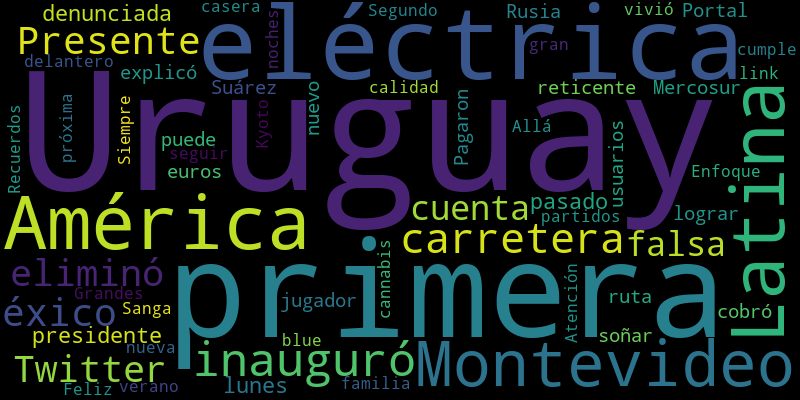 denunciada
casera
Segundo
Rusia
vivió
Portal
Presente
noches
eléctrica
gran
cumple
delantero
explicó
Suárez
calidad
reticente
Mercosur
link
Uruguay
Recuerdos
próxima
Siempre
puede
seguir
euros
Kyoto
nuevo
Pagaron
Allá
usuarios
Enfoque
Latina
América
cuenta
pasado
partidos
lograr
carretera
falsa
eliminó
Grandes
primera
cannabis
Atención
éxico
Sanga
jugador
ruta
cobró
presidente
nueva
blue
soñar
Twitter
inauguró
Montevideo
Feliz
verano
lunes
familia